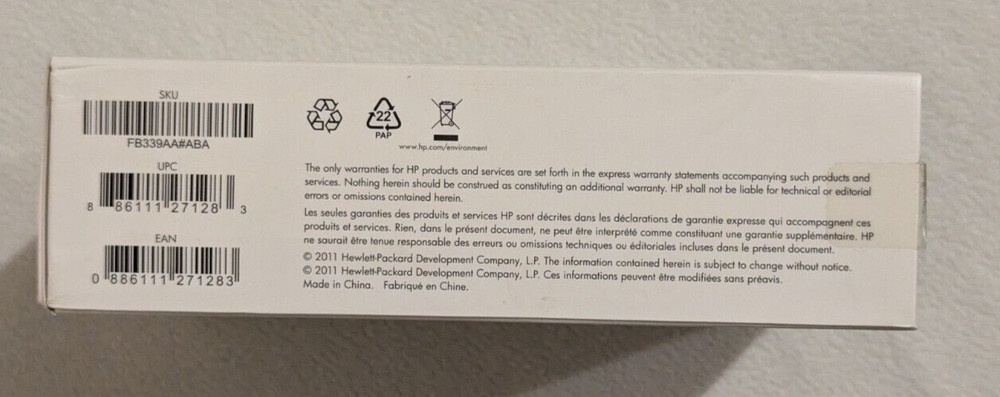 SKU
FB339AA#ABA
UPC
8 86111 27128 3
EAN
0 886111 271283
22
PAP
www.hp.com/environment
The only warranties for HP products and services are set forth in the express warranty statements accompanying such products and
services. Nothing herein should be construed as constituting an additional warranty. HP shall not be liable for technical or editorial
errors or omissions contained herein.
Les seules garanties des produits et services HP sont décrites dans les déclarations de garantie expresse qui accompagnent ces
produits et services. Rien, dans le présent document, ne peut être interprété comme constituant une garantie supplémentaire. HP
ne saurait être tenue responsable des erreurs ou omissions techniques ou éditoriales incluses dans le présent document.
© 2011 Hewlett-Packard Development Company, L.P. The information contained herein is subject to change without notice.
© 2011 Hewlett-Packard Development Company, L.P. Ces informations peuvent être modifiées sans préavis.
Made in China. Fabriqué en Chine.